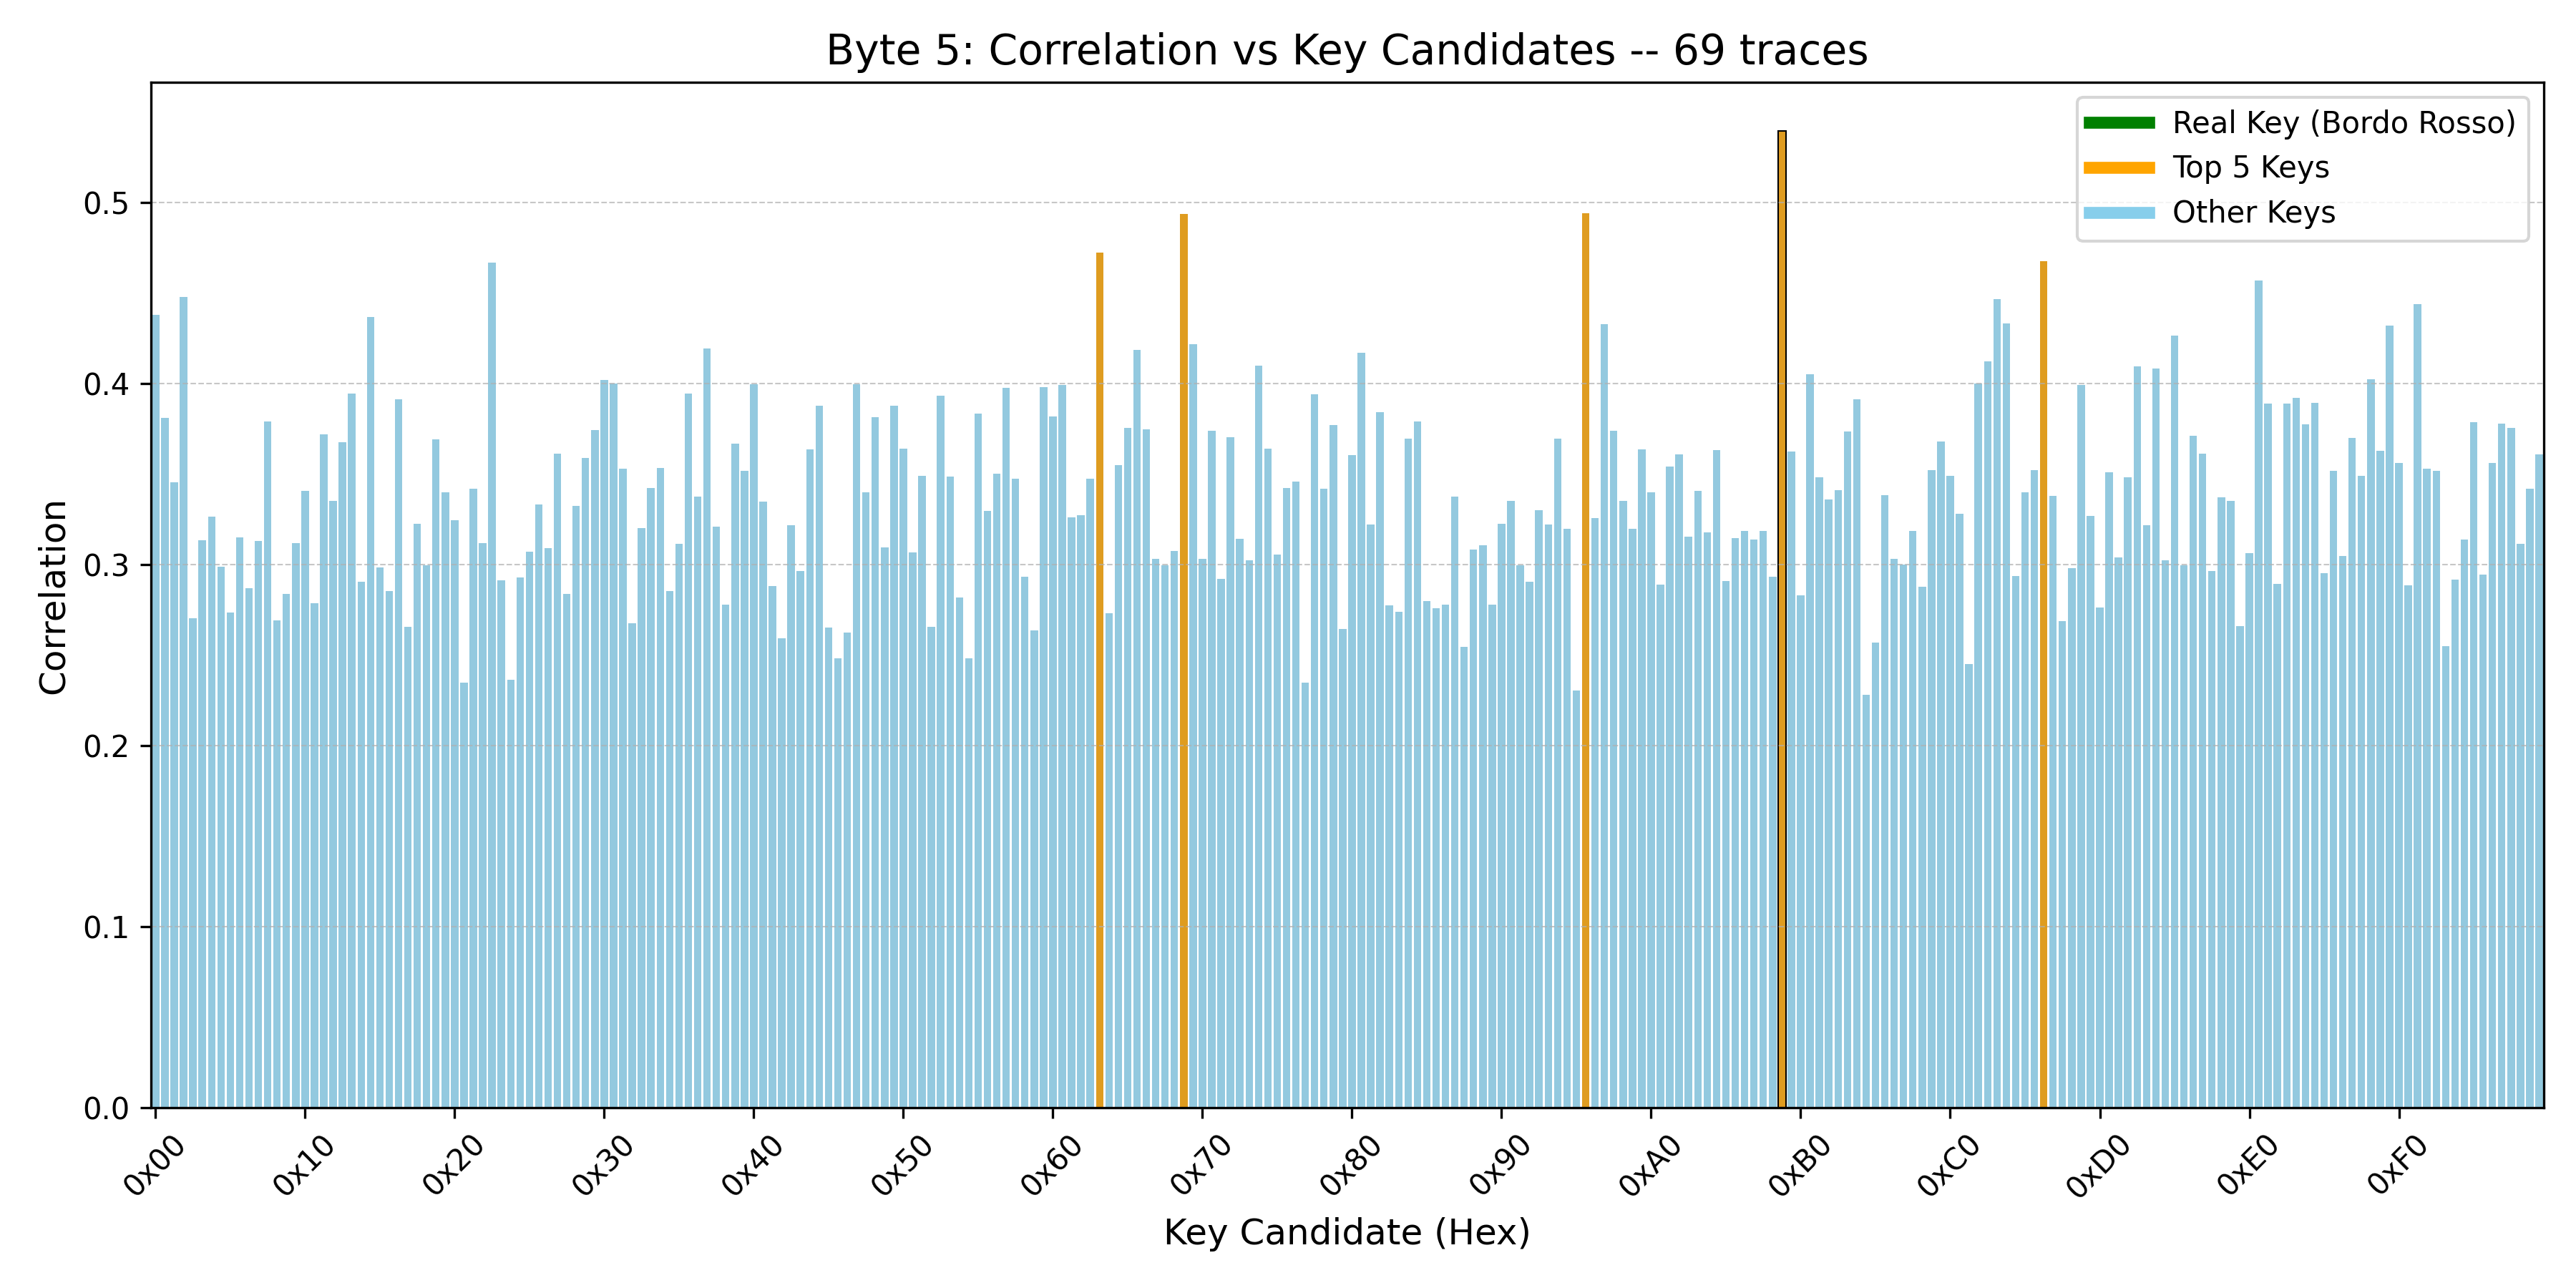 Byte 5: Correlation vs Key Candidates -- 69 traces
Real Key (Bordo Rosso)
Top 5 Keys
Other Keys
Correlation
0.5
0.4
0.3
0.2
0.1
0.0
0x00 0x10 0x20 0x30 0x40 0x50 0x60 0x70 0x80 0x90 0xA0 0xB0 0xC0 0xD0 0xE0 0xF0
Key Candidate (Hex)